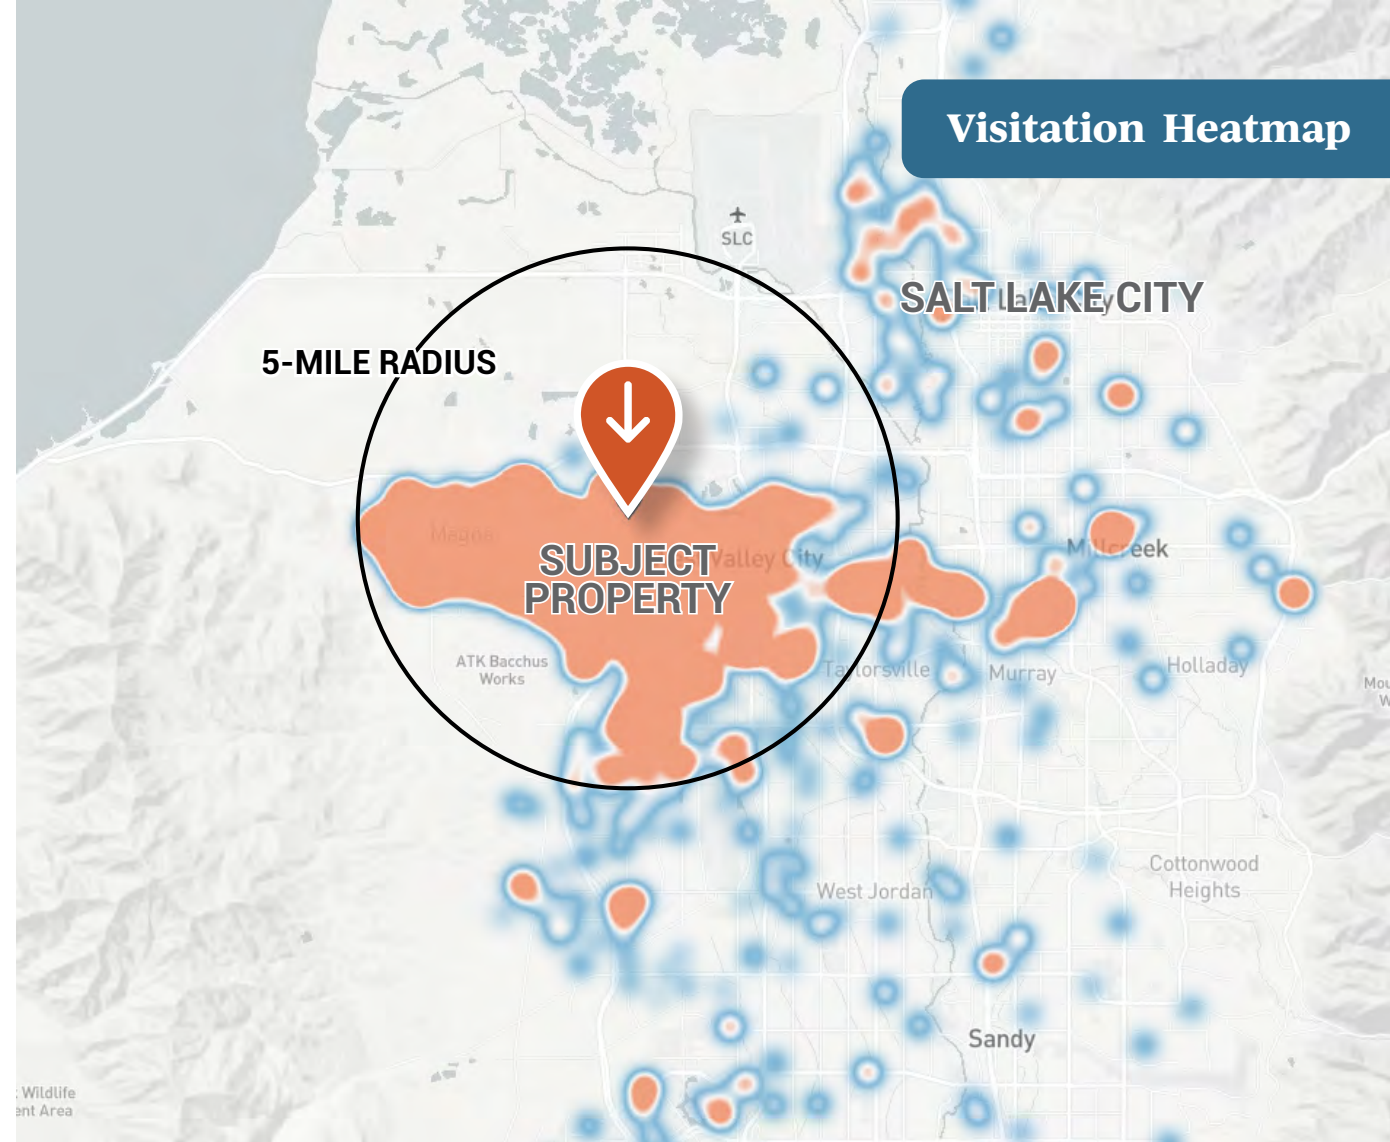 Visitation Heatmap
SLC
SALT LAKE CITY
5-MILE RADIUS
Magna
Valley City
SUBJECT
PROPERTY
Millcreek
ATK Bacchus
Works
Taylorsville
Murray
Holladay
Cottonwood
Heights
West Jordan
Sandy
Wildlife
ent Area